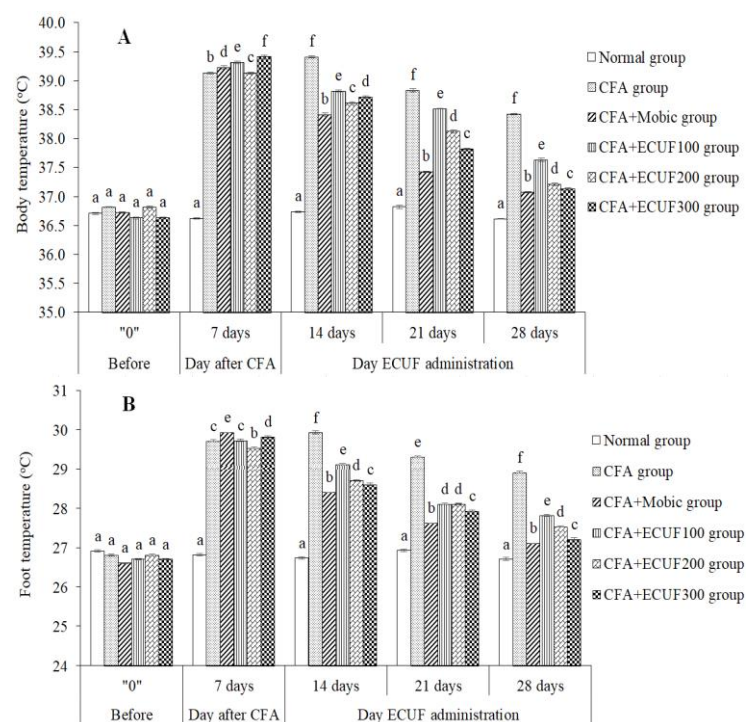 A
Body temperature (°C)
40.0
39.5
39.0
38.5
38.0
37.5
37.0
36.5
36.0
35.5
35.0
a a a a a a
a b d e c f
a f b e c d
a f b e d c
a f b e d c
"0" 7 days 14 days 21 days 28 days
Before Day after CFA Day ECUF administration
Normal group
CFA group
CFA+Mobic group
CFA+ECUF100 group
CFA+ECUF200 group
CFA+ECUF300 group
B
Foot temperature (°C)
31
30
29
28
27
26
25
24
a a a a a a
a c e c b d
a f b e d c
a e b d d c
a f b e d c
"0" 7 days 14 days 21 days 28 days
Before Day after CFA Day ECUF administration
Normal group
CFA group
CFA+Mobic group
CFA+ECUF100 group
CFA+ECUF200 group
CFA+ECUF300 group